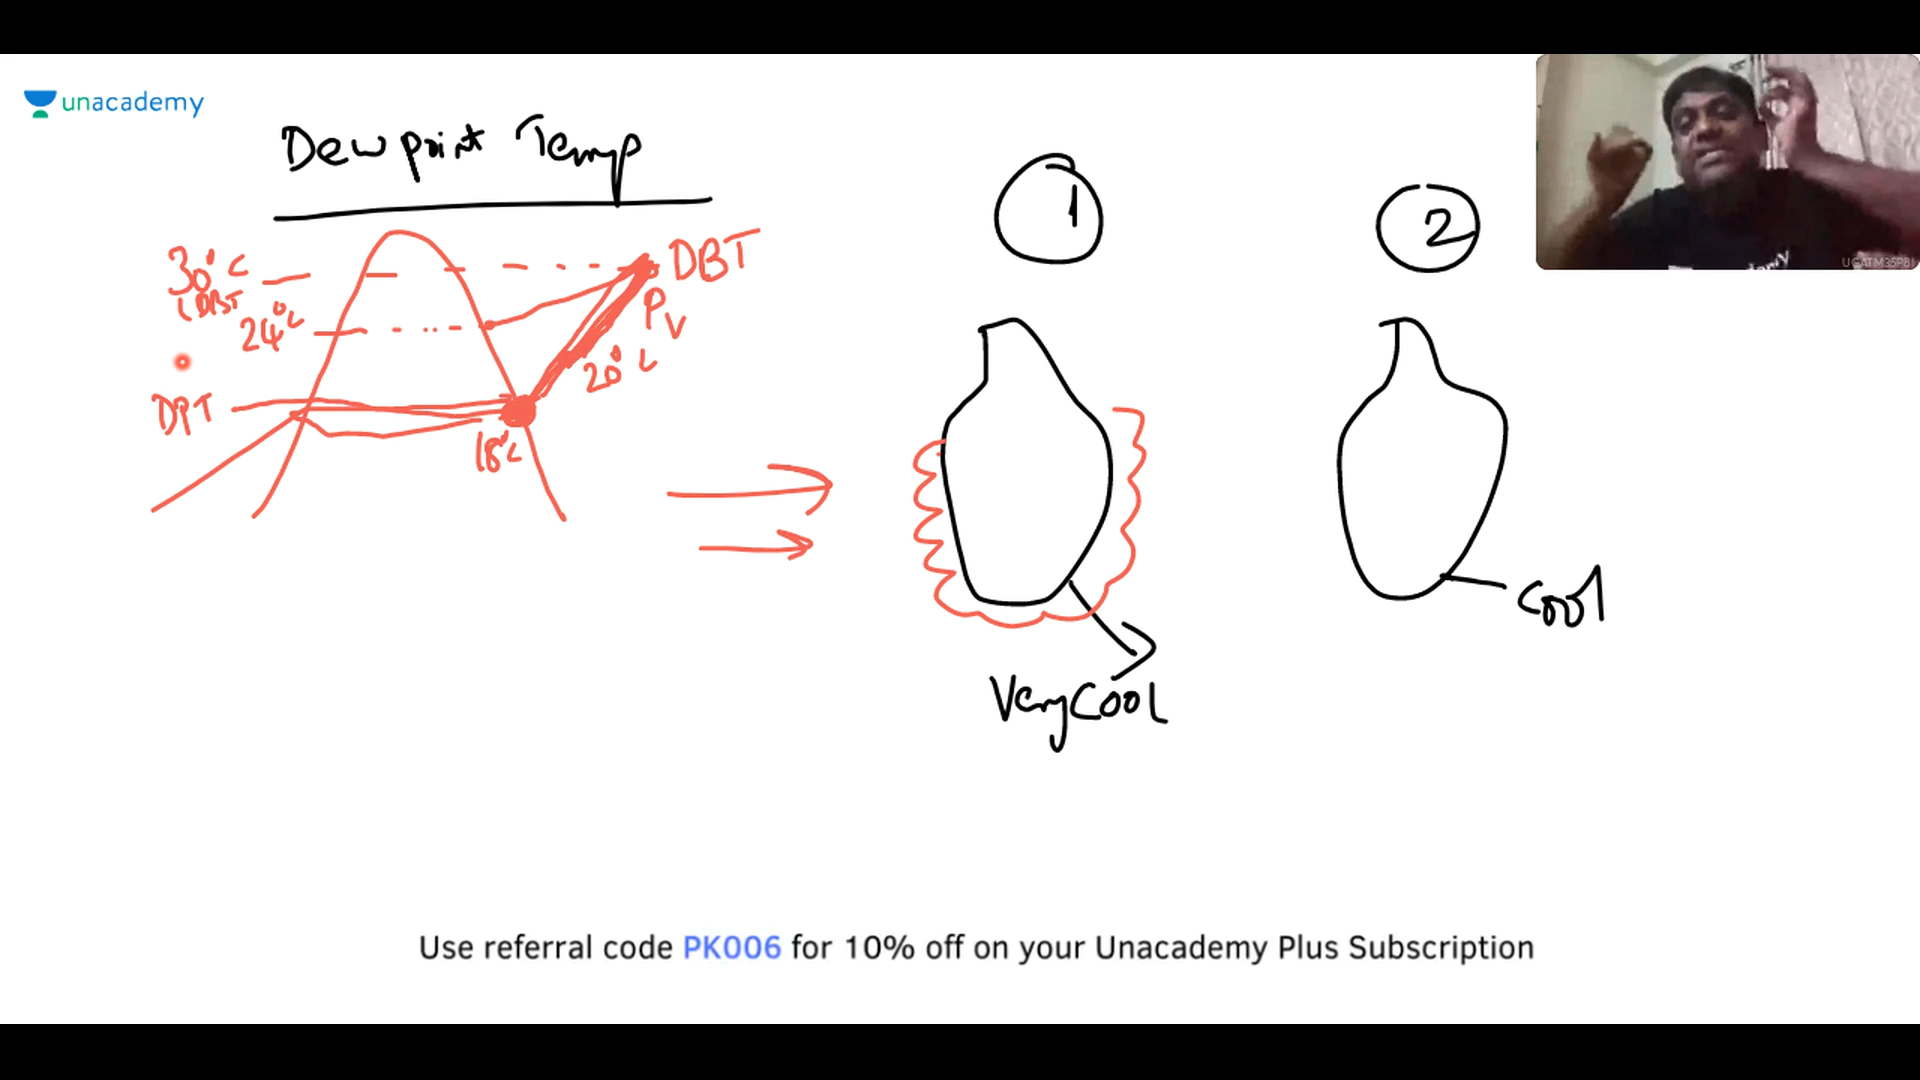 unacademy
Dew point Temp
1
2
30°C
(DBT
24°C
DBT
Pv
20°C
DPT
18°C
Very Cool
Cool
Use referral code PK006 for 10% off on your Unacademy Plus Subscription